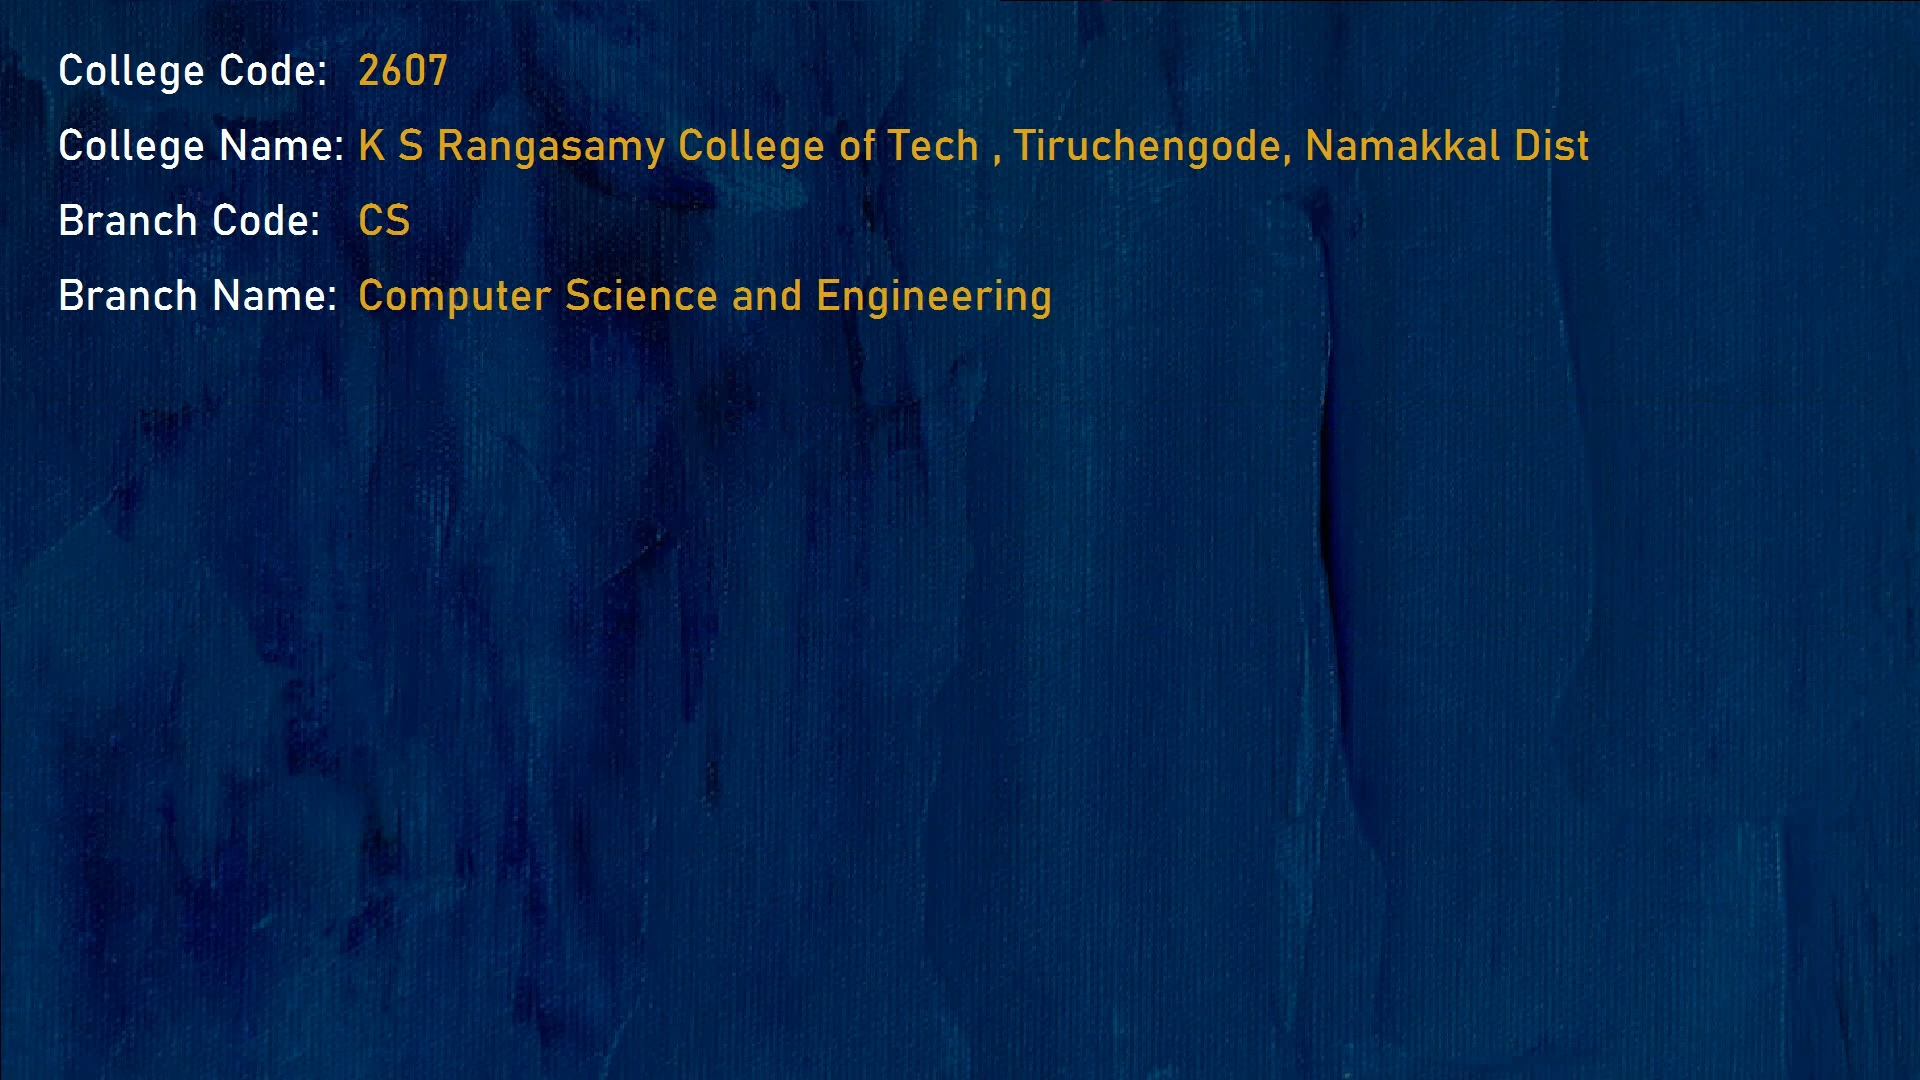 College Code: 2607
College Name: K S Rangasamy College of Tech , Tiruchengode, Namakkal Dist
Branch Code: CS
Branch Name: Computer Science and Engineering